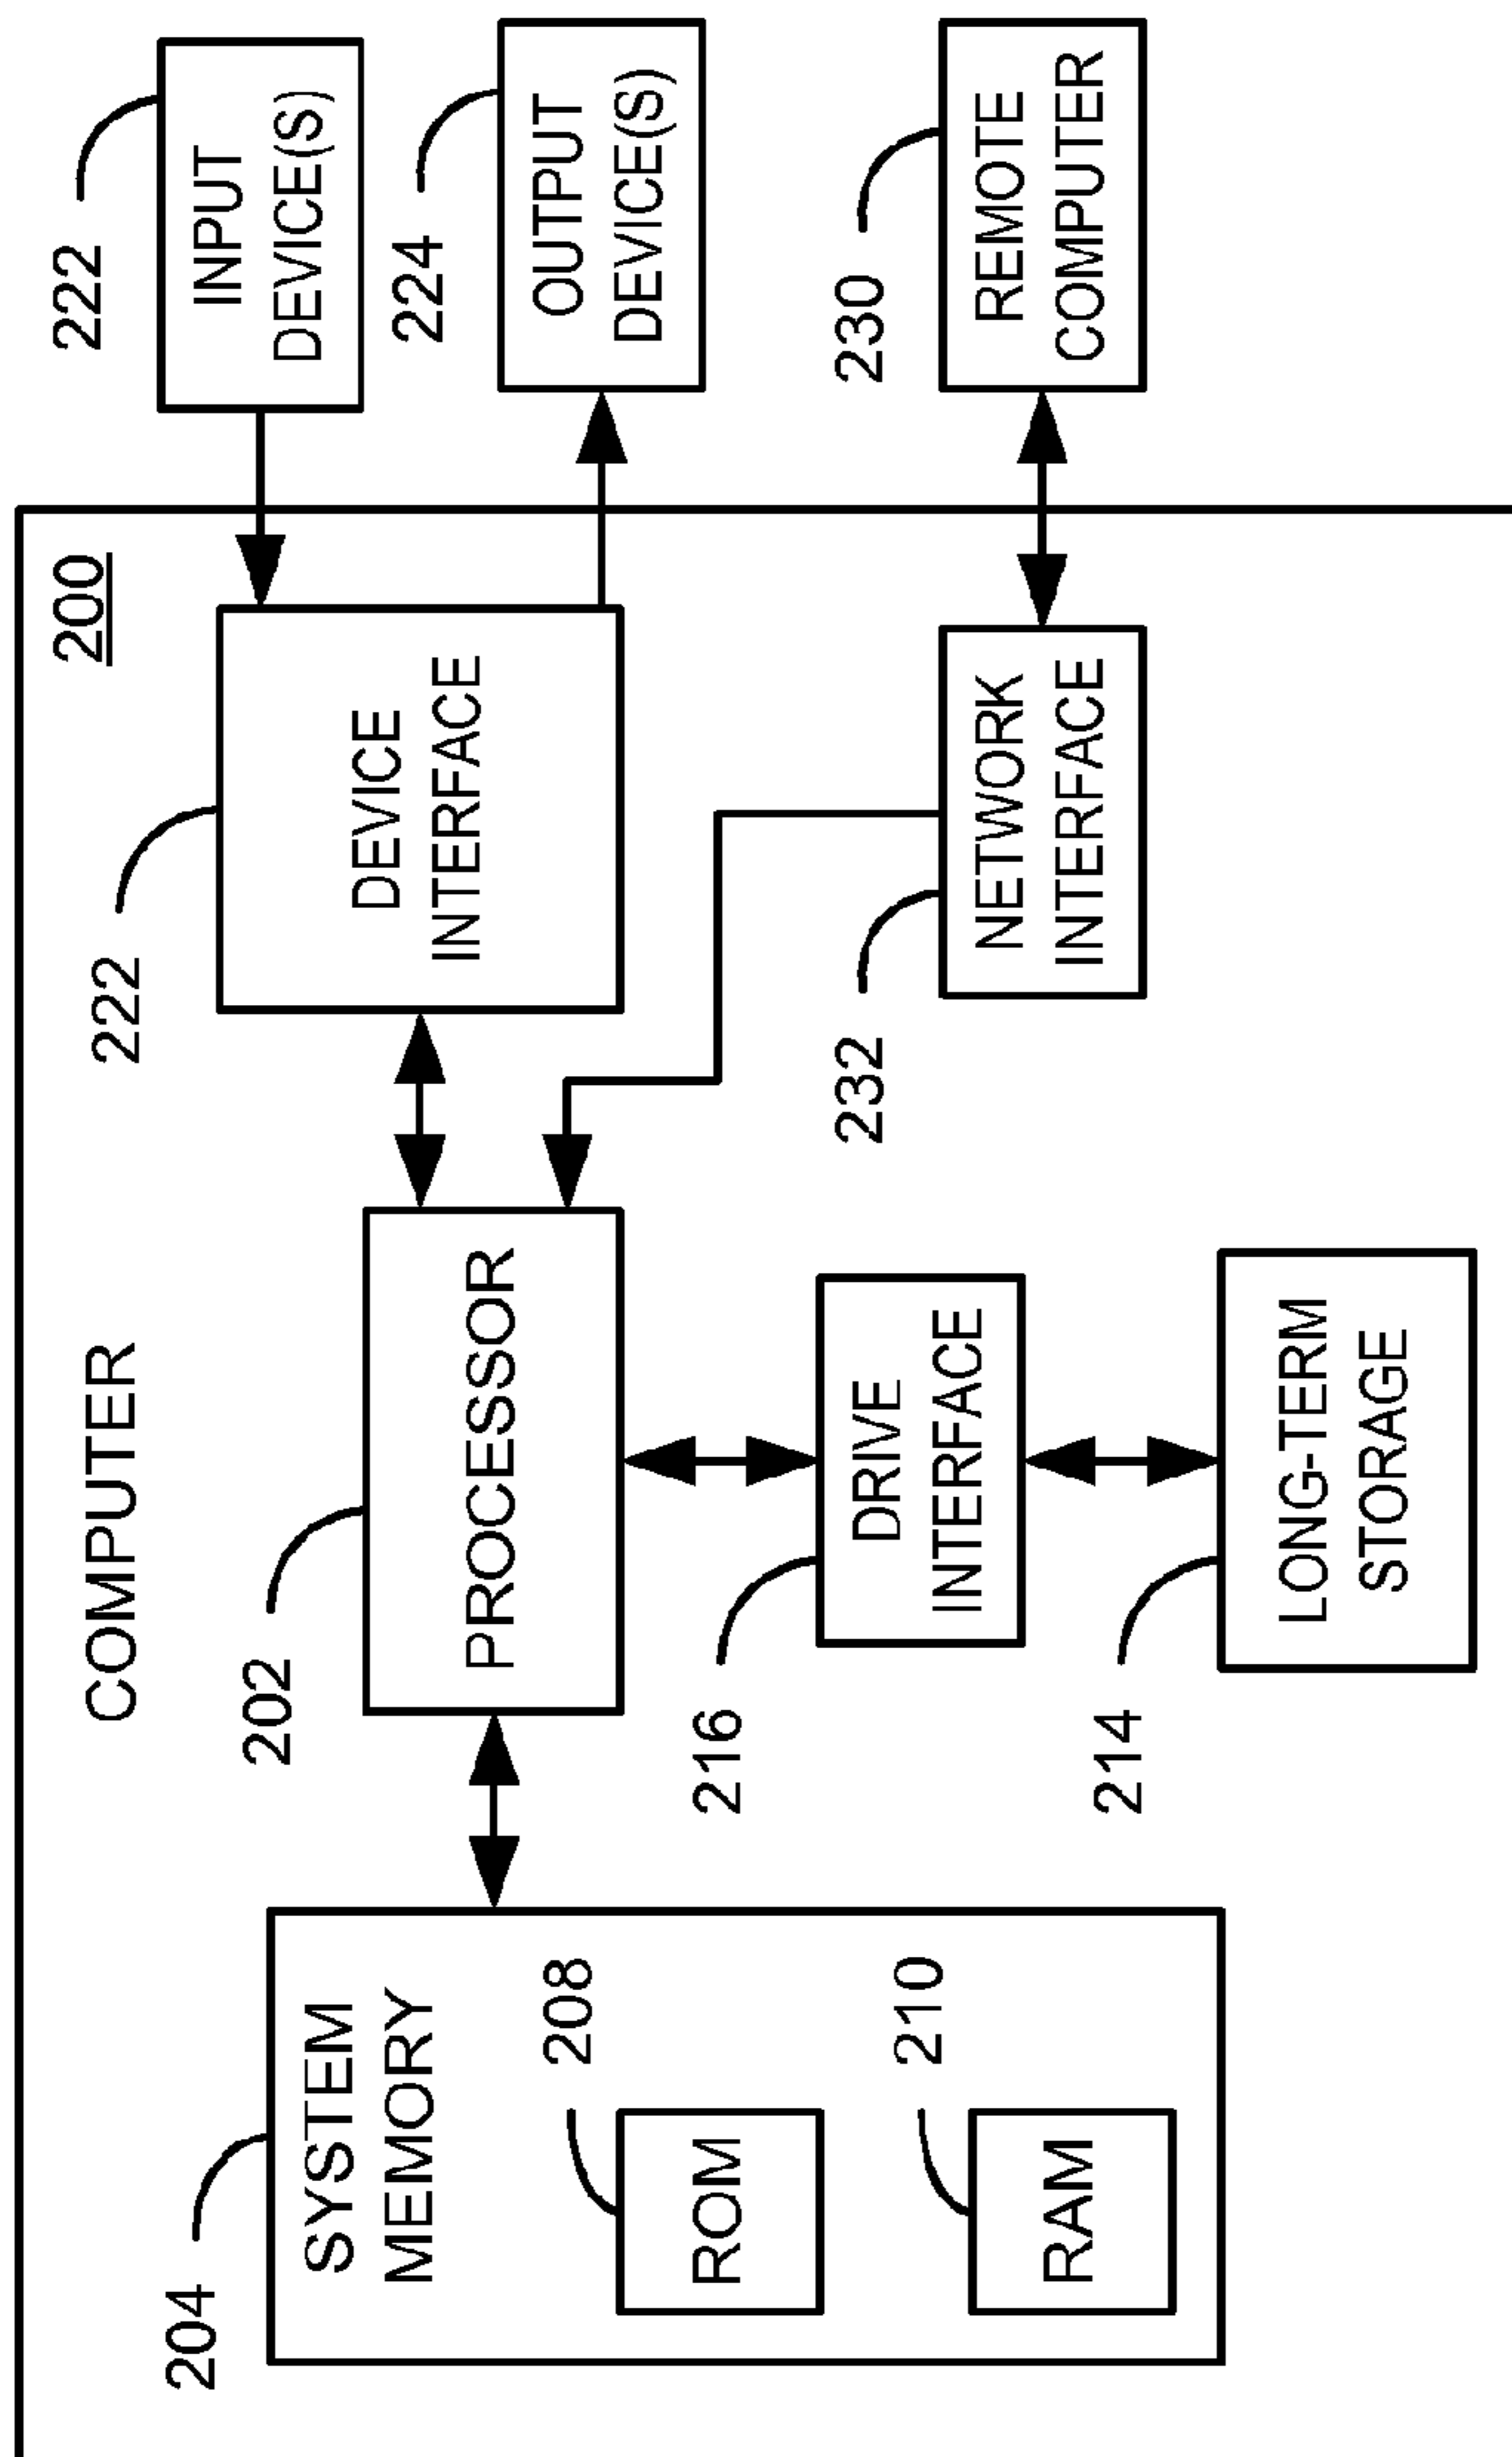 COMPUTER
200
204
SYSTEM
MEMORY
208
ROM
210
RAM
202
PROCESSOR
216
DRIVE
INTERFACE
214
LONG-TERM
STORAGE
222
DEVICE
INTERFACE
232
NETWORK
INTERFACE
222
INPUT
DEVICE(S)
224
OUTPUT
DEVICE(S)
230
REMOTE
COMPUTER